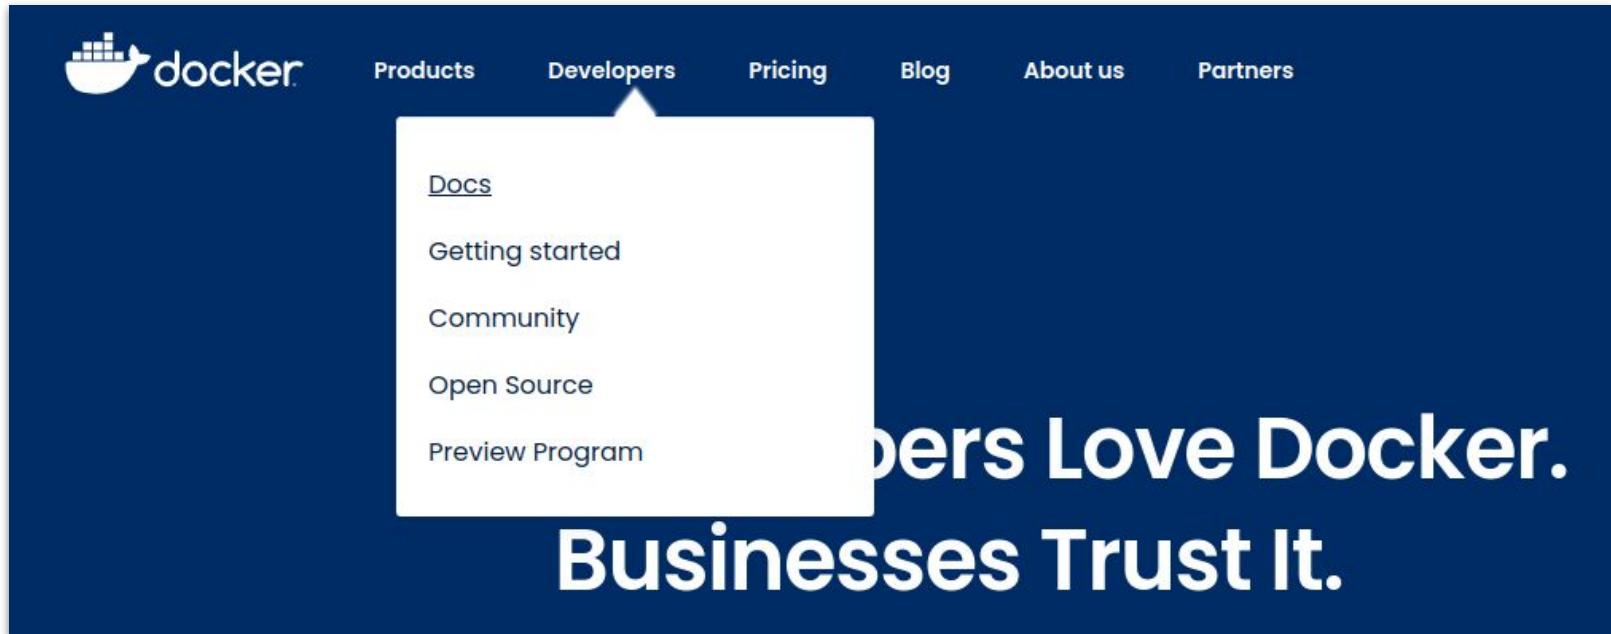 docker Products Developers Pricing Blog About us Partners
Docs
Getting started
Community
Open Source
Preview Program
Love Docker.
Businesses Trust It.